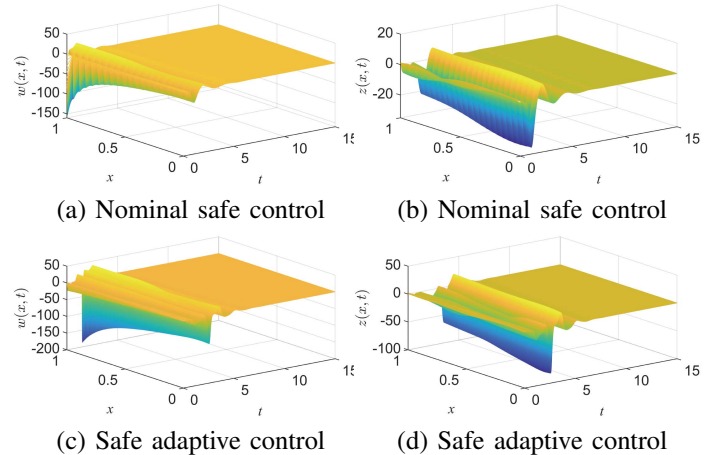 50
0
-50
-100
-150
w(x, t)
1
0.5
0
x
0
5
10
15
t
(a) Nominal safe control
20
0
-20
z(x, t)
1
0.5
0
x
0
5
10
15
t
(b) Nominal safe control
50
0
-50
-100
-150
-200
w(x, t)
1
0.5
0
x
0
5
10
15
t
(c) Safe adaptive control
50
0
-50
-100
z(x, t)
1
0.5
0
x
0
5
10
15
t
(d) Safe adaptive control